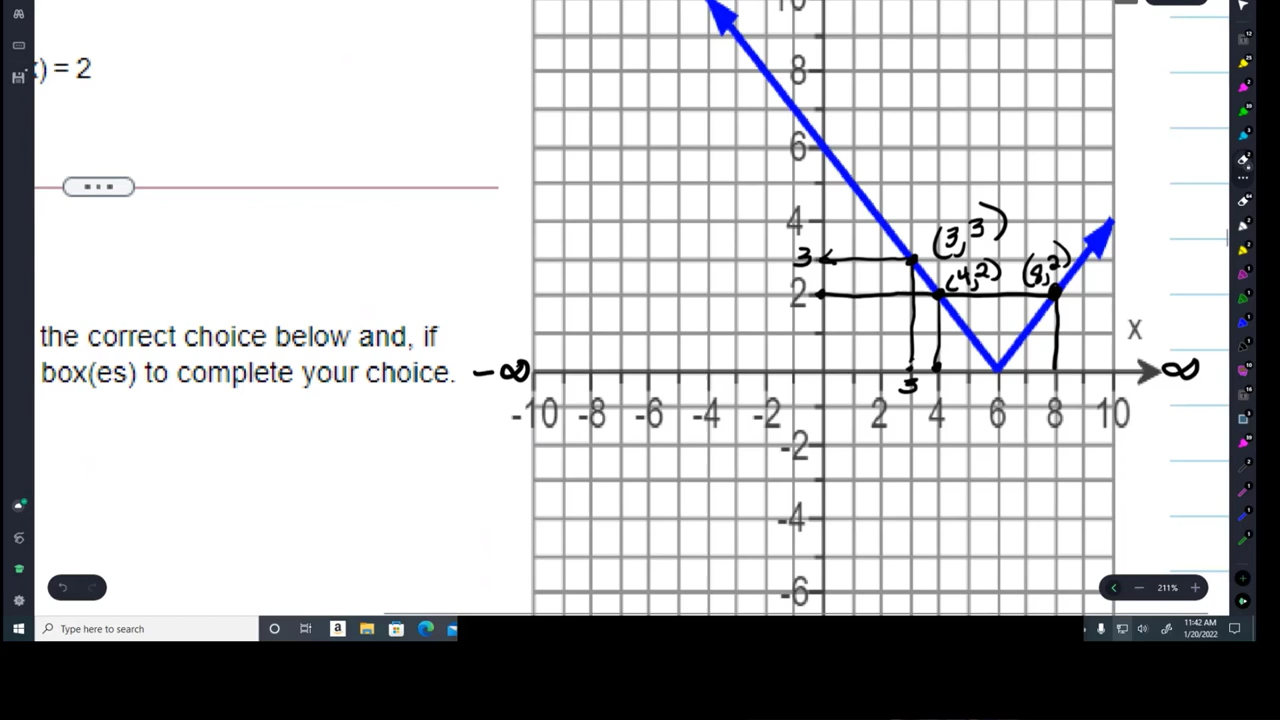 10
x) = 2
8
6
4
(3,3)
3
(4,2) (8,2)
2
X
the correct choice below and, if
box(es) to complete your choice.
-∞
∞
3
-10 -8 -6 -4 -2 2 4 6 8 10
-2
-4
-6
211%
Type here to search
a
11:42 AM
1/20/2022